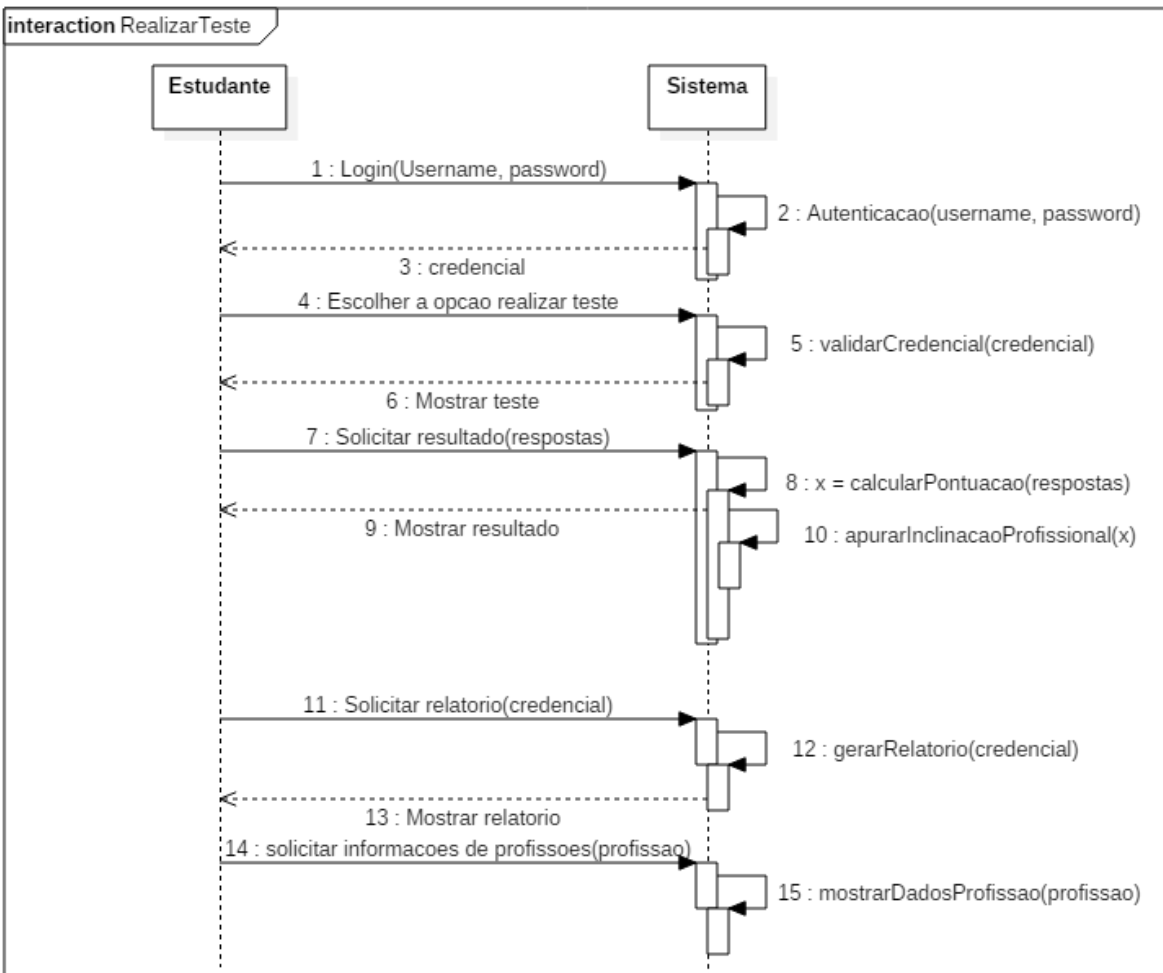 interaction RealizarTeste
Estudante
Sistema
1 : Login(Username, password)
2 : Autenticacao(username, password)
3 : credencial
4 : Escolher a opcao realizar teste
5 : validarCredencial(credencial)
6 : Mostrar teste
7 : Solicitar resultado(respostas)
8 : x = calcularPontuacao(respostas)
9 : Mostrar resultado
10 : apurarInclinacaoProfissional(x)
11 : Solicitar relatorio(credencial)
12 : gerarRelatorio(credencial)
13 : Mostrar relatorio
14 : solicitar informacoes de profissoes(profissao)
15 : mostrarDadosProfissao(profissao)